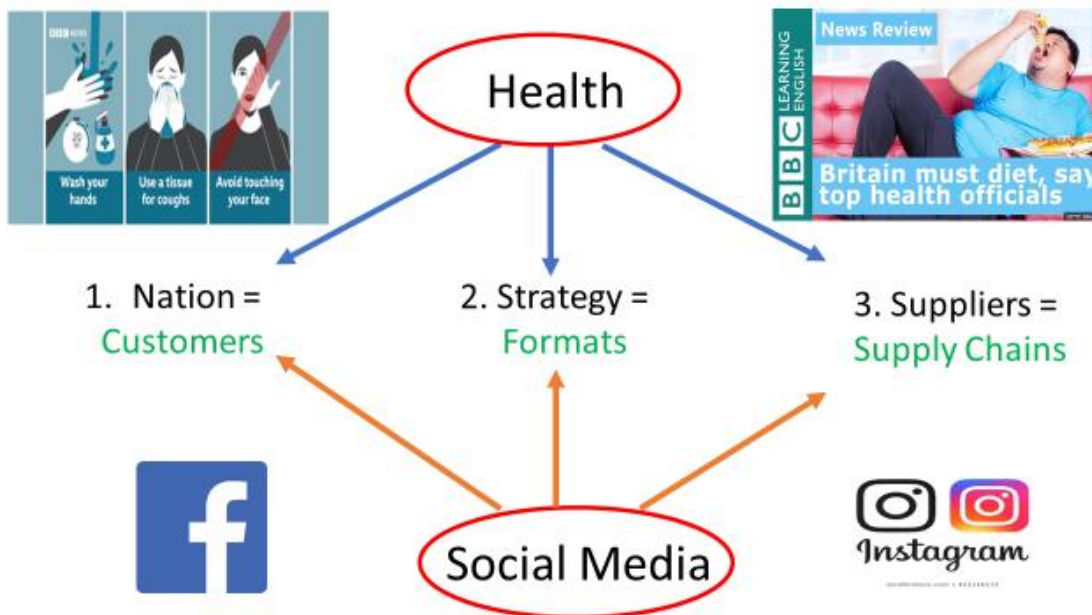 BBC NEWS
20
Wash your
hands
Use a tissue
for coughs
Avoid touching
your face
Health
BBC
LEARNING
ENGLISH
News Review
Britain must diet, say
top health officials
1. Nation =
Customers
2. Strategy =
Formats
3. Suppliers =
Supply Chains
f
Social Media
Instagram